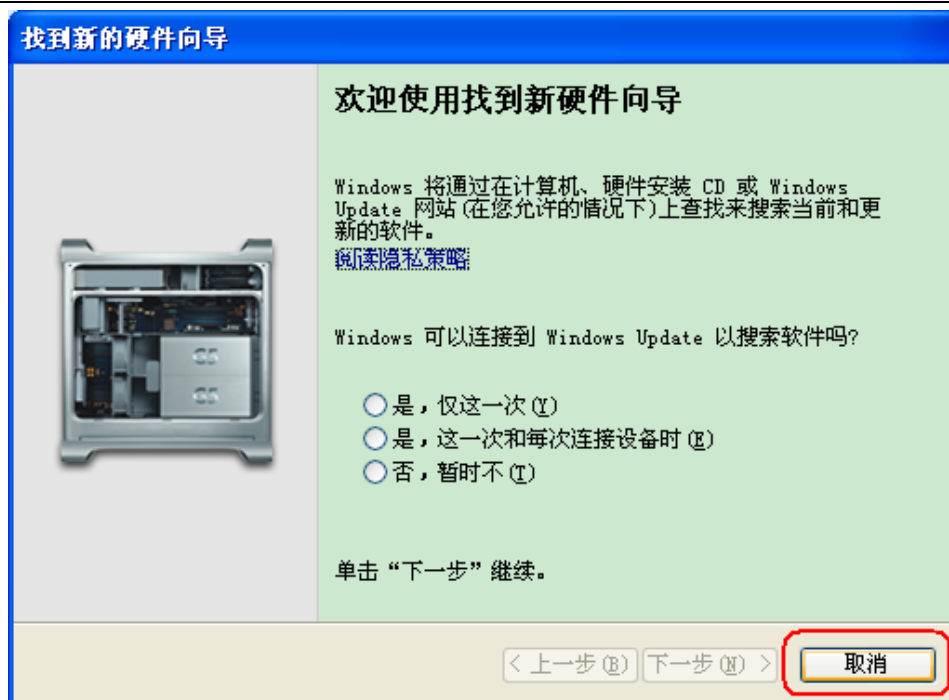 找到新的硬件向导
欢迎使用找到新硬件向导
Windows 将通过在计算机、硬件安装 CD 或 Windows
Update 网站(在您允许的情况下)上查找来搜索当前和更
新的软件。
阅读隐私策略
Windows 可以连接到 Windows Update 以搜索软件吗?
是，仅这一次(Y)
是，这一次和每次连接设备时(E)
否，暂时不(T)
G5
G5
单击“下一步”继续。
< 上一步(B) 下一步(N) > 取消